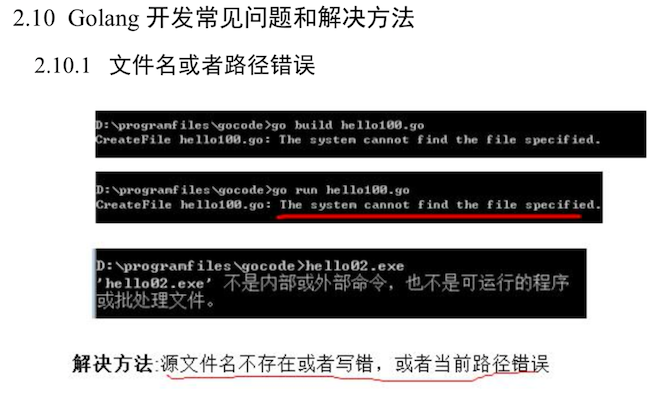 2.10 Golang 开发常见问题和解决方法
2.10.1 文件名或者路径错误
D:\programfiles\gocode>go build hello100.go
CreateFile hello100.go: The system cannot find the file specified.
D:\programfiles\gocode>go run hello100.go
CreateFile hello100.go: The system cannot find the file specified.
D:\programfiles\gocode>hello02.exe
'hello02.exe' 不是内部或外部命令，也不是可运行的程序
或批处理文件。
解决方法:源文件名不存在或者写错，或者当前路径错误